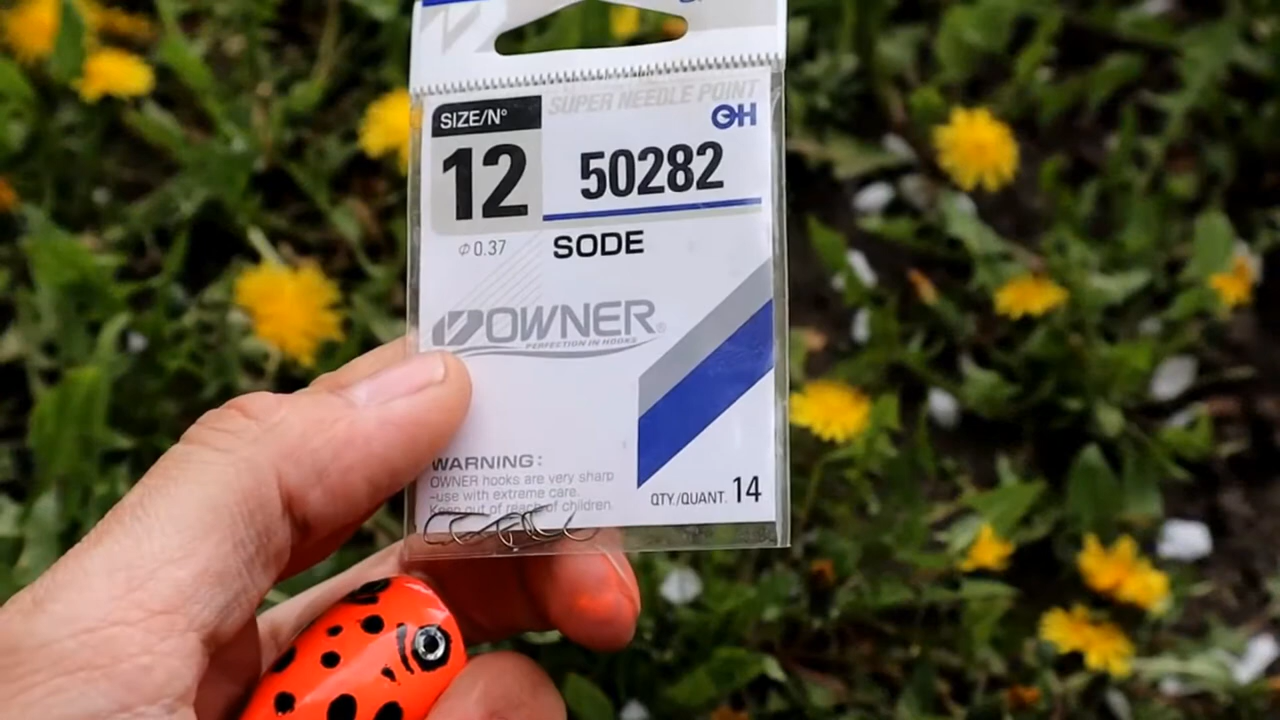 SUPER NEEDLE POINT
SIZE/N°
OH
12
50282
Ø 0.37
SODE
OWNER®
PERFECTION IN HOOKS
WARNING:
OWNER hooks are very sharp
-use with extreme care.
Keep out of reach of children.
QTY./QUANT. 14